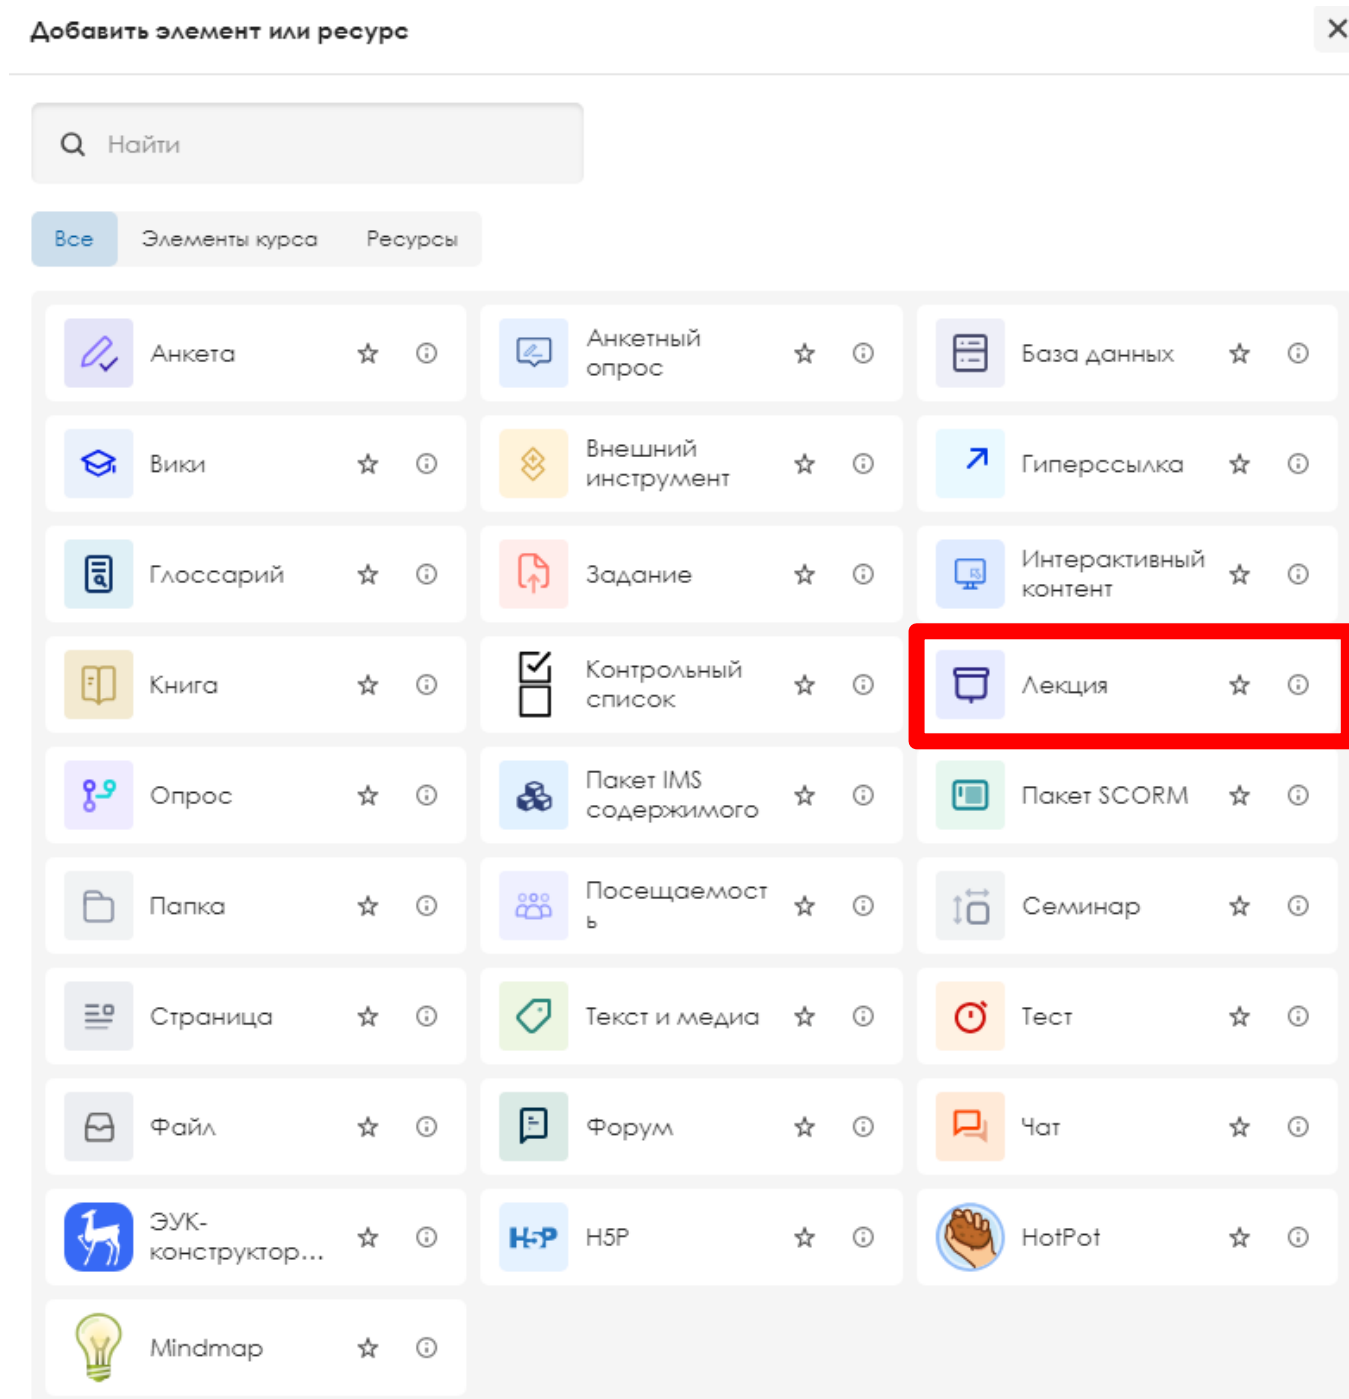 Добавить элемент или ресурс
Найти
Все Элементы курса Ресурсы
Анкета
Анкетный
опрос
База данных
Вики
Внешний
инструмент
Гиперссылка
Глоссарий
Задание
Интерактивный
контент
Книга
Контрольный
список
Лекция
Опрос
Пакет IMS
содержимого
Пакет SCORM
Папка
Посещаемост
ь
Семинар
Страница
Текст и медиа
Тест
Файл
Форум
Чат
ЭУК-
конструктор...
H5P
H5P
HotPot
Mindmap